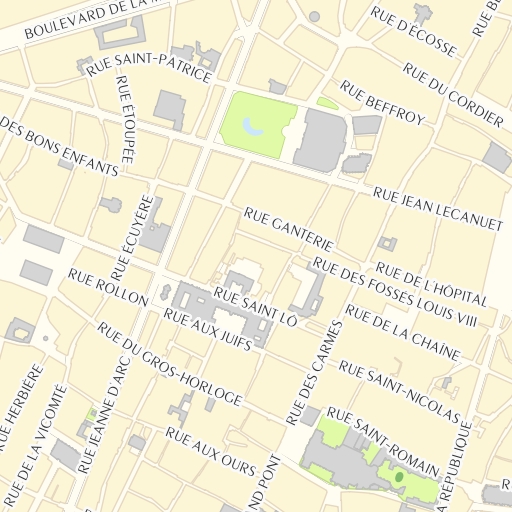 BOULEVARD DE LA M
RUE D'ÉCOSSE
RUE B
RUE SAINT-PATRICE
RUE DU CORDIER
RUE ÉTOUPÉE
RUE BEFFROY
DES BONS ENFANTS
RUE JEAN LECANUET
RUE ÉCUYÈRE
RUE GANTERIE
RUE DE L'HÔPITAL
RUE DES FOSSES LOUIS VIII
RUE ROLLON
RUE SAINT LÔ
RUE AUX JUIFS
RUE DE LA CHAÎNE
RUE DU GROS-HORLOGE
RUE DES CARMES
RUE SAINT-NICOLAS
RUE HERBIÈRE
RUE DE LA VICOMTE
RUE JEANNE D'ARC
RUE SAINT-ROMAIN
RUE AUX OURS
ND PONT
A RÉPUBLIQUE
R